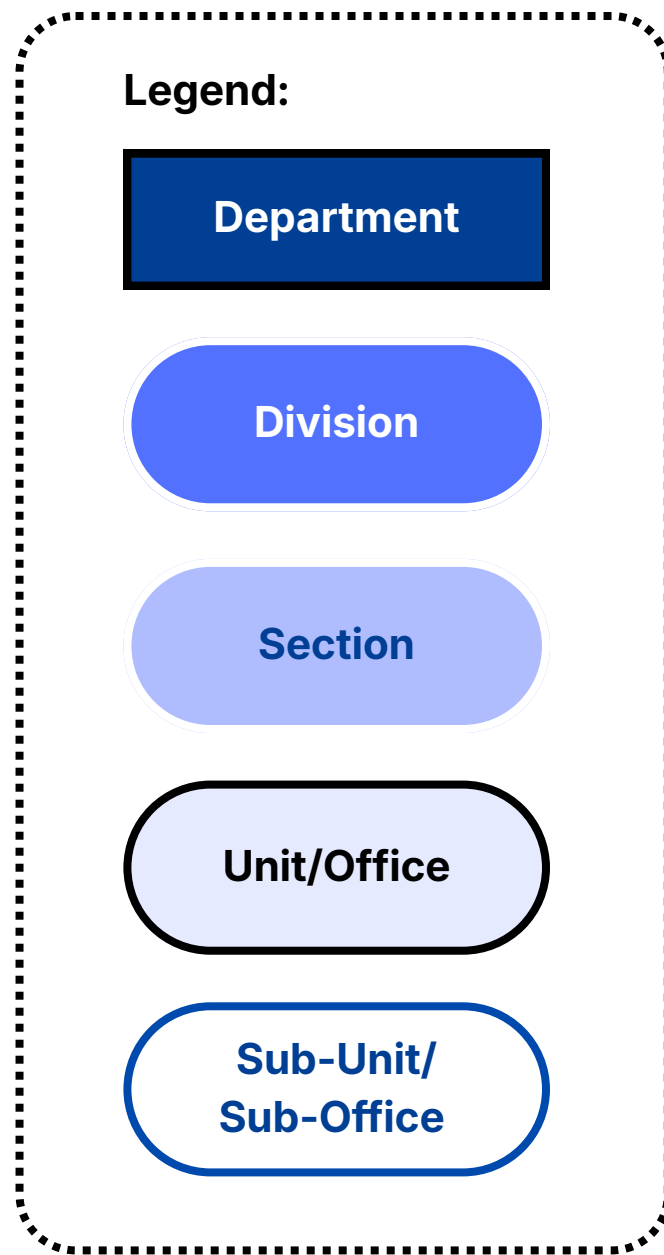 Legend:
Department
Division
Section
Unit/Office
Sub-Unit/
Sub-Office